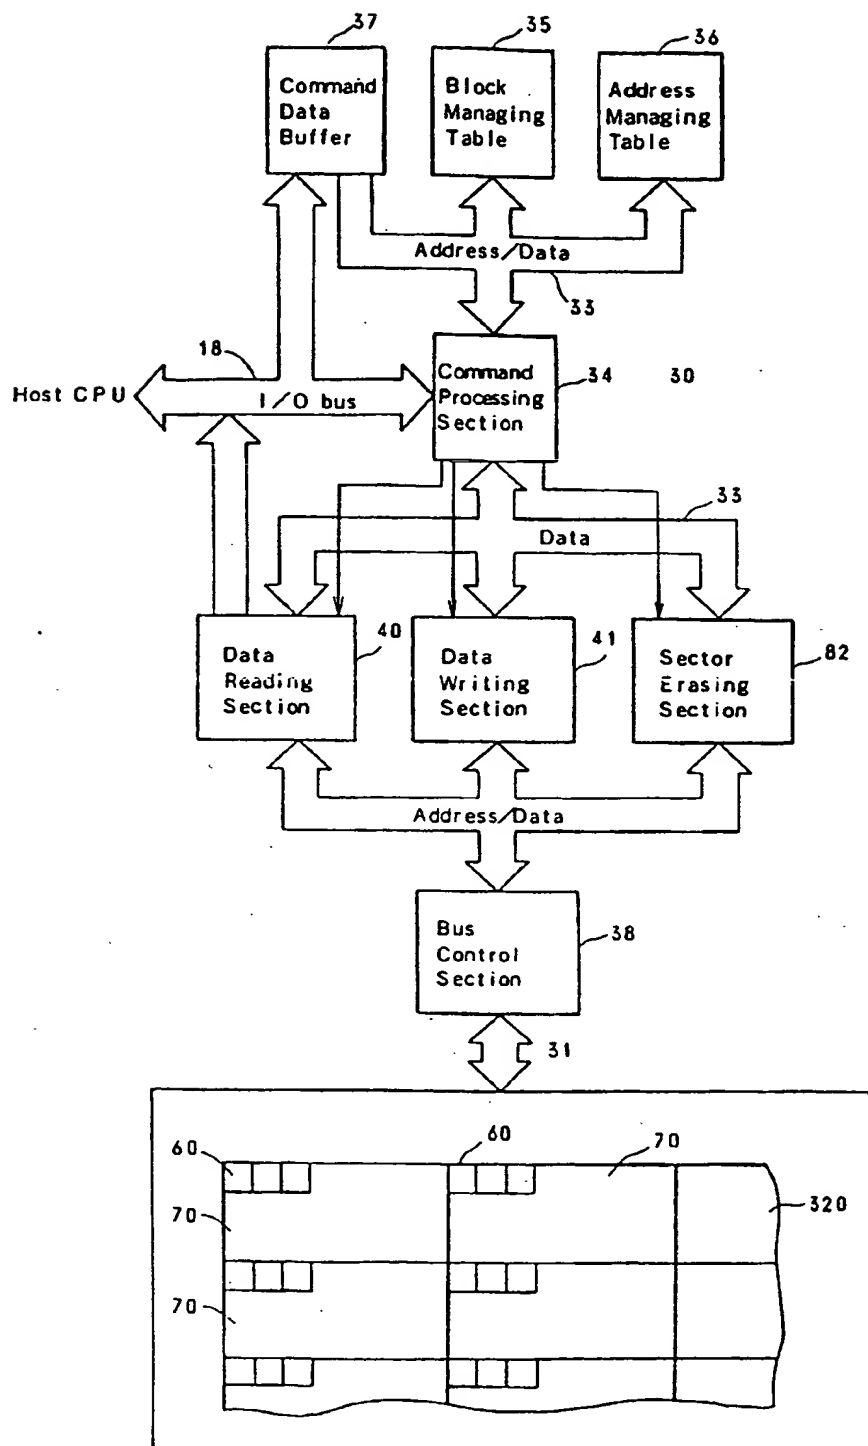 37
35
36
Command
Data
Buffer
Block
Managing
Table
Address
Managing
Table
Address/Data
33
18
Host CPU
I/O bus
Command
Processing
Section
34
30
33
Data
40
41
82
Data
Reading
Section
Data
Writing
Section
Sector
Erasing
Section
Address/Data
Bus
Control
Section
38
31
60
60
70
70
320
70